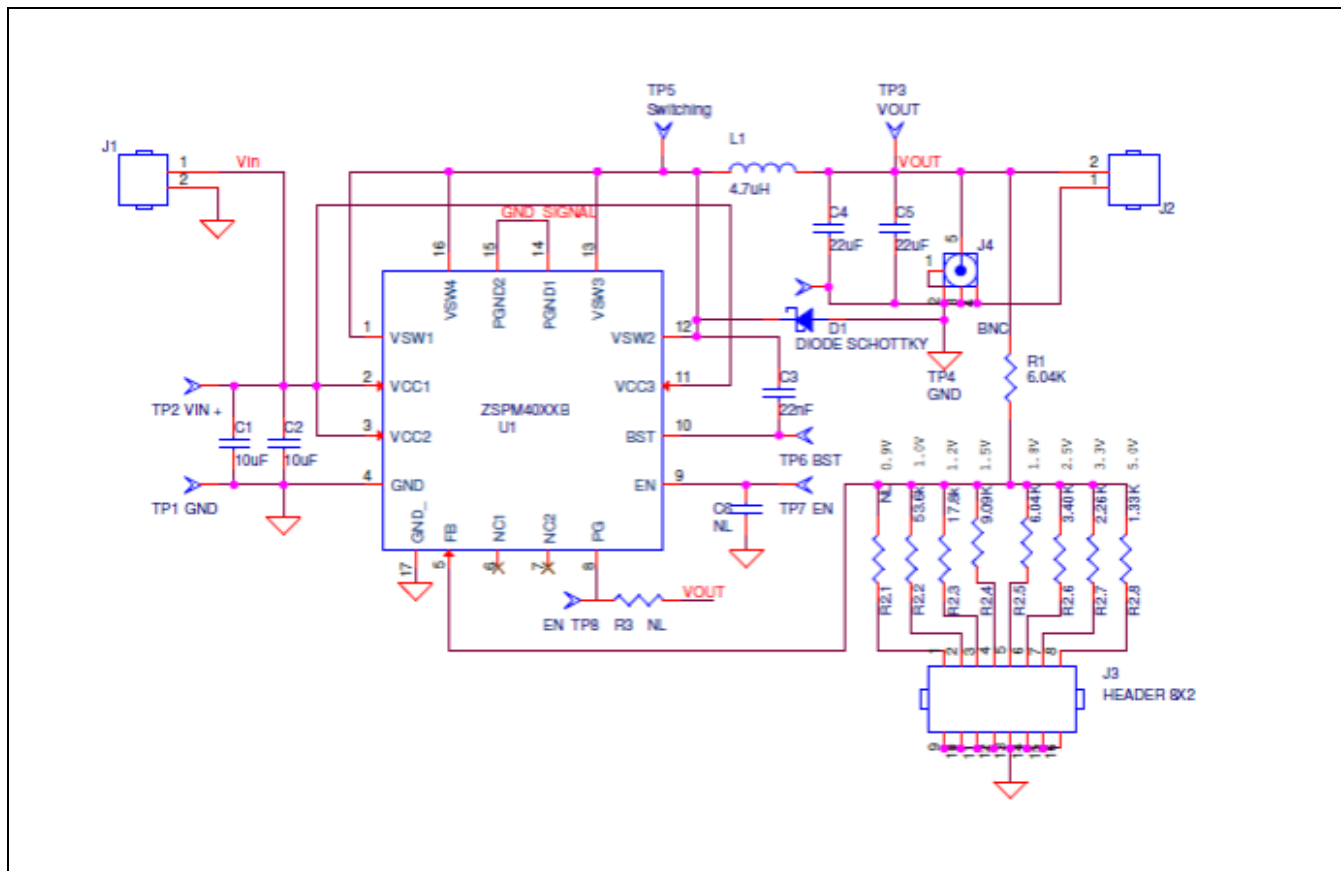 TP5
Switching
TP3
VOUT
J1
1
Vin
2
L1
4.7uH
VOUT
2
1
J2
GND SIGNAL
C4
22uF
C5
22uF
5
J4
1
2
3
4
BNC
16
15
14
13
VSW4
PGND2
PGND1
VSW3
1
VSW1
VSW2
12
D1
DIODE SCHOTTKY
TP4
GND
R1
6.04K
2
VCC1
VCC3
11
C3
22nF
TP2 VIN +
ZSPM40XXB
U1
3
VCC2
BST
10
TP6 BST
C1
10uF
C2
10uF
4
GND
EN
9
TP7 EN
TP1 GND
C6
NL
GND_
FB
NC1
NC2
PG
17
5
6
7
8
VOUT
EN TP8
R3
NL
0.9V
1.0V
1.2V
1.5V
1.8V
2.5V
3.3V
5.0V
NL
53.6k
17.8k
9.09K
6.04K
3.40K
2.26K
1.33K
R2.1
R2.2
R2.3
R2.4
R2.5
R2.6
R2.7
R2.8
1
2
3
4
5
6
7
8
J3
HEADER 8X2
9